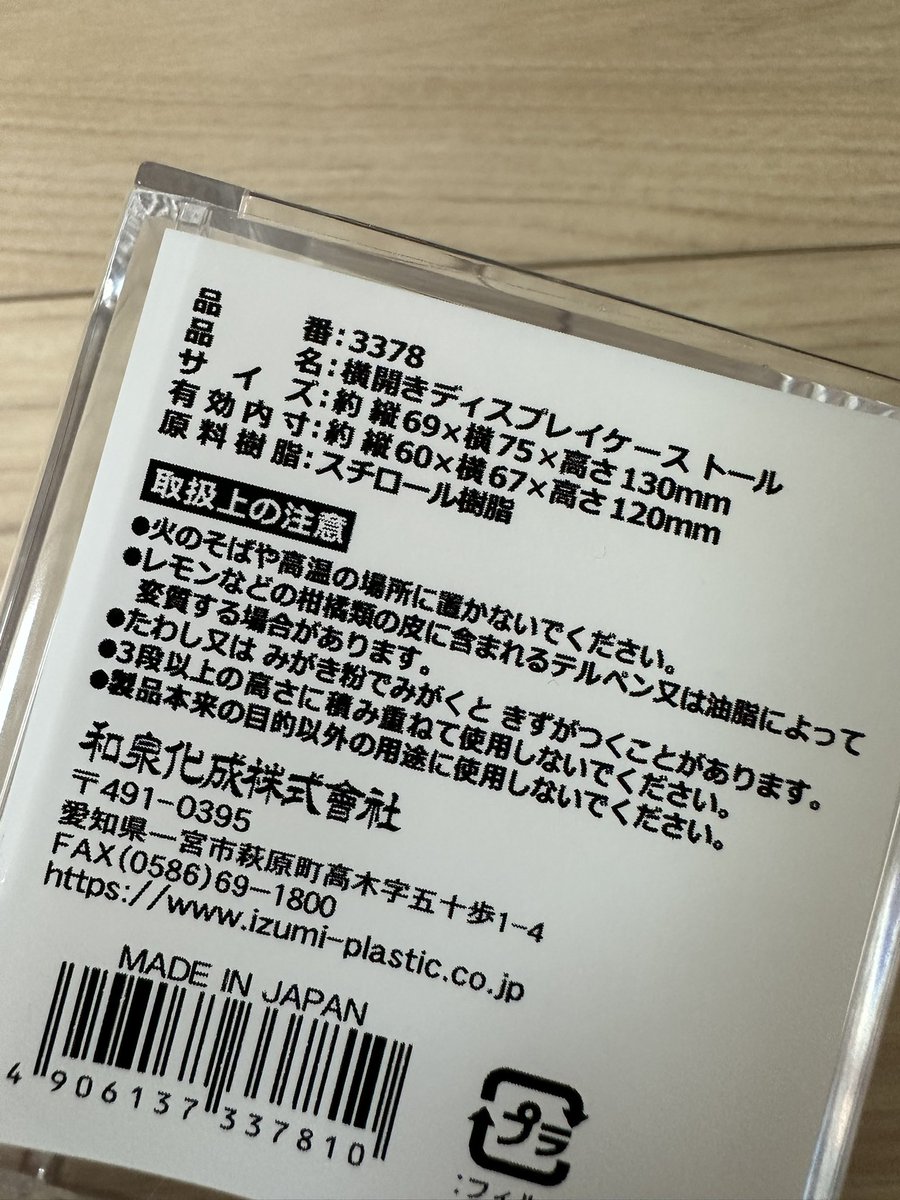 品番：3378
品名：横開きディスプレイケース トール
サイズ：約 縦69×横75×高さ130mm
有効内寸：約 縦60×横67×高さ120mm
原料樹脂：スチロール樹脂
取扱上の注意
●火のそばや高温の場所に置かないでください。
●レモンなどの柑橘類の皮に含まれるテルペン又は油脂によって
変質する場合があります。
●たわし又は みがき粉でみがくと きずがつくことがあります。
●3段以上の高さに積み重ねて使用しないでください。
●製品本来の目的以外の用途に使用しないでください。
和泉化成株式會社
〒491-0395
愛知県一宮市萩原町高木字五十歩1-4
FAX(0586)69-1800
https://www.izumi-plastic.co.jp
MADE IN JAPAN
4 906137 337810
プラ